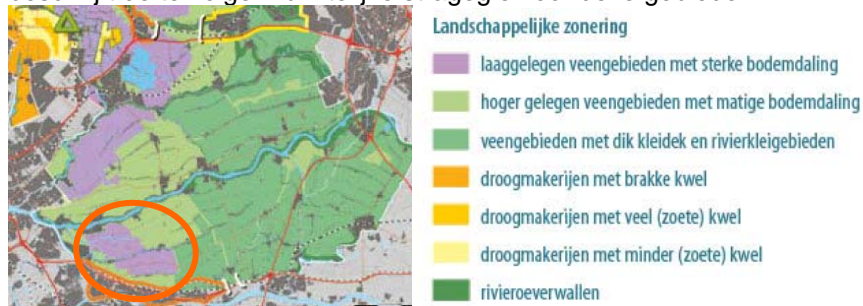 Landschappelijke zonering
laaggelegen veengebieden met sterke bodemdaling
hoger gelegen veengebieden met matige bodemdaling
veengebieden met dik kleidek en rivierkleigebieden
droogmakerijen met brakke kwel
droogmakerijen met veel (zoete) kwel
droogmakerijen met minder (zoete) kwel
rivieroeverwallen